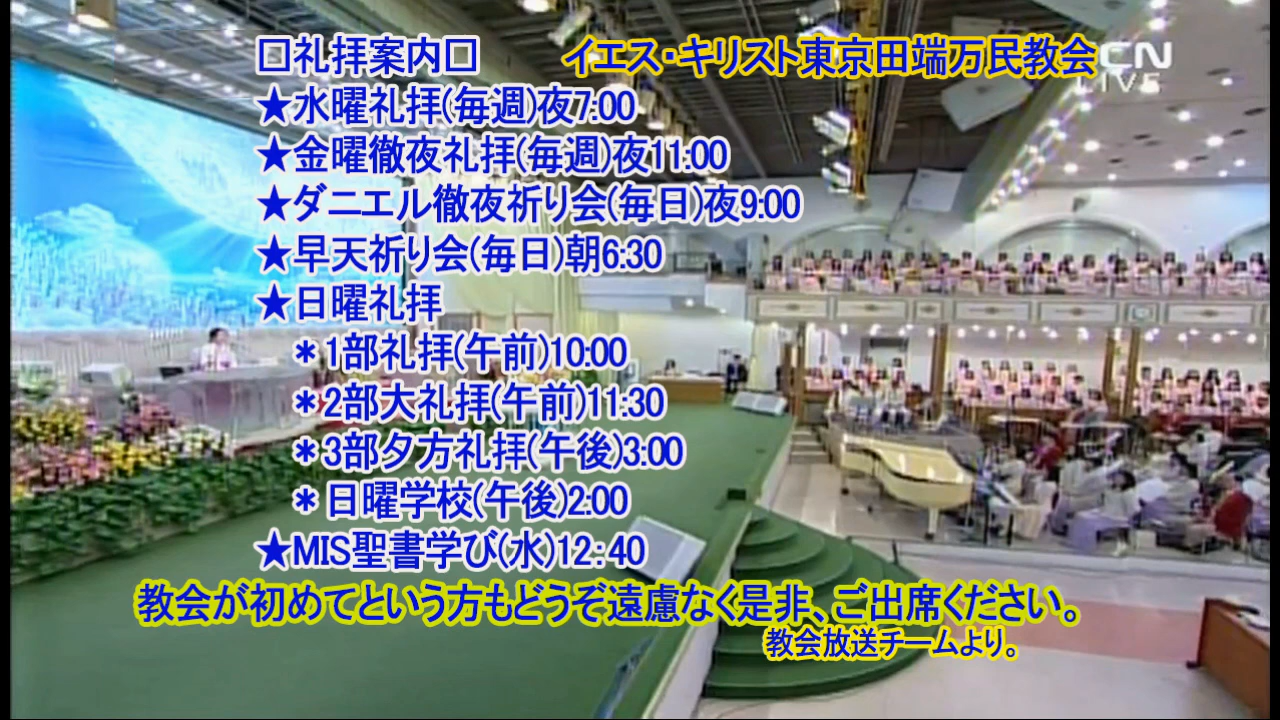 □礼拝案内□ イエス・キリスト東京田端万民教会
CN
LIVE
★水曜礼拝(毎週)夜7:00
★金曜徹夜礼拝(毎週)夜11:00
★ダニエル徹夜祈り会(毎日)夜9:00
★早天祈り会(毎日)朝6:30
★日曜礼拝
＊1部礼拝(午前)10:00
＊2部大礼拝(午前)11:30
＊3部夕方礼拝(午後)3:00
＊日曜学校(午後)2:00
★MIS聖書学び(水)12:40
教会が初めてという方もどうぞ遠慮なく是非、ご出席ください。
教会放送チームより。